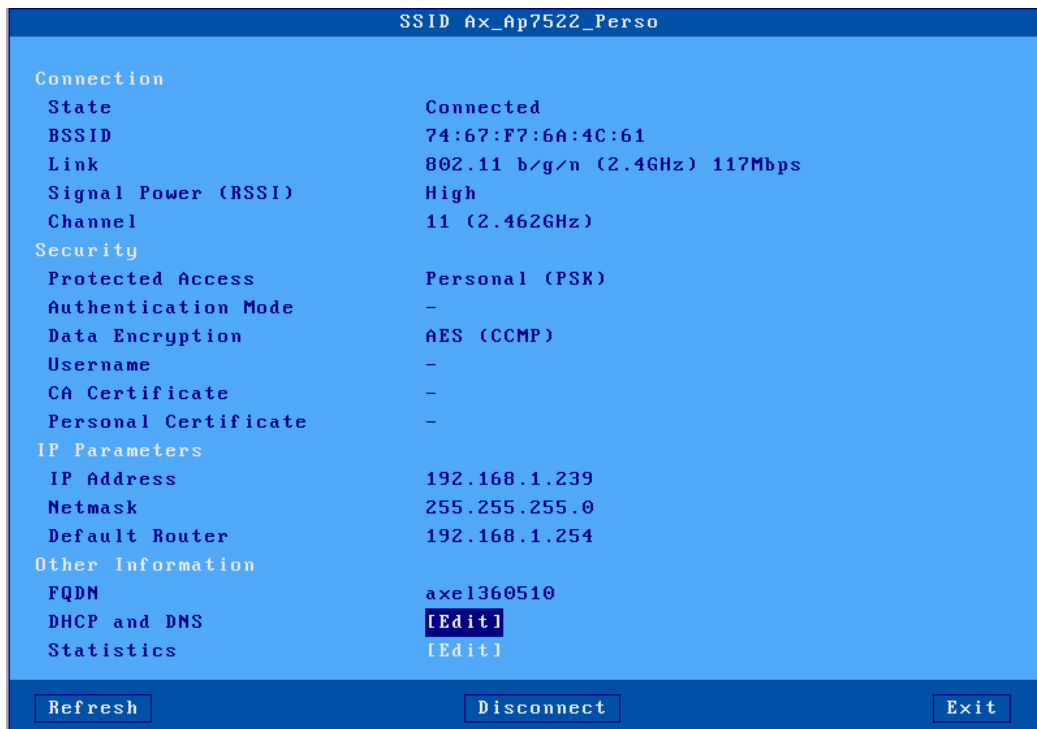 SSID Ax_Ap7522_Perso
Connection
State Connected
BSSID 74:67:F7:6A:4C:61
Link 802.11 b/g/n (2.4GHz) 117Mbps
Signal Power (RSSI) High
Channel 11 (2.462GHz)
Security
Protected Access Personal (PSK)
Authentication Mode -
Data Encryption AES (CCMP)
Username -
CA Certificate -
Personal Certificate -
IP Parameters
IP Address 192.168.1.239
Netmask 255.255.255.0
Default Router 192.168.1.254
Other Information
FQDN axel360510
DHCP and DNS [Edit]
Statistics [Edit]
Refresh Disconnect Exit